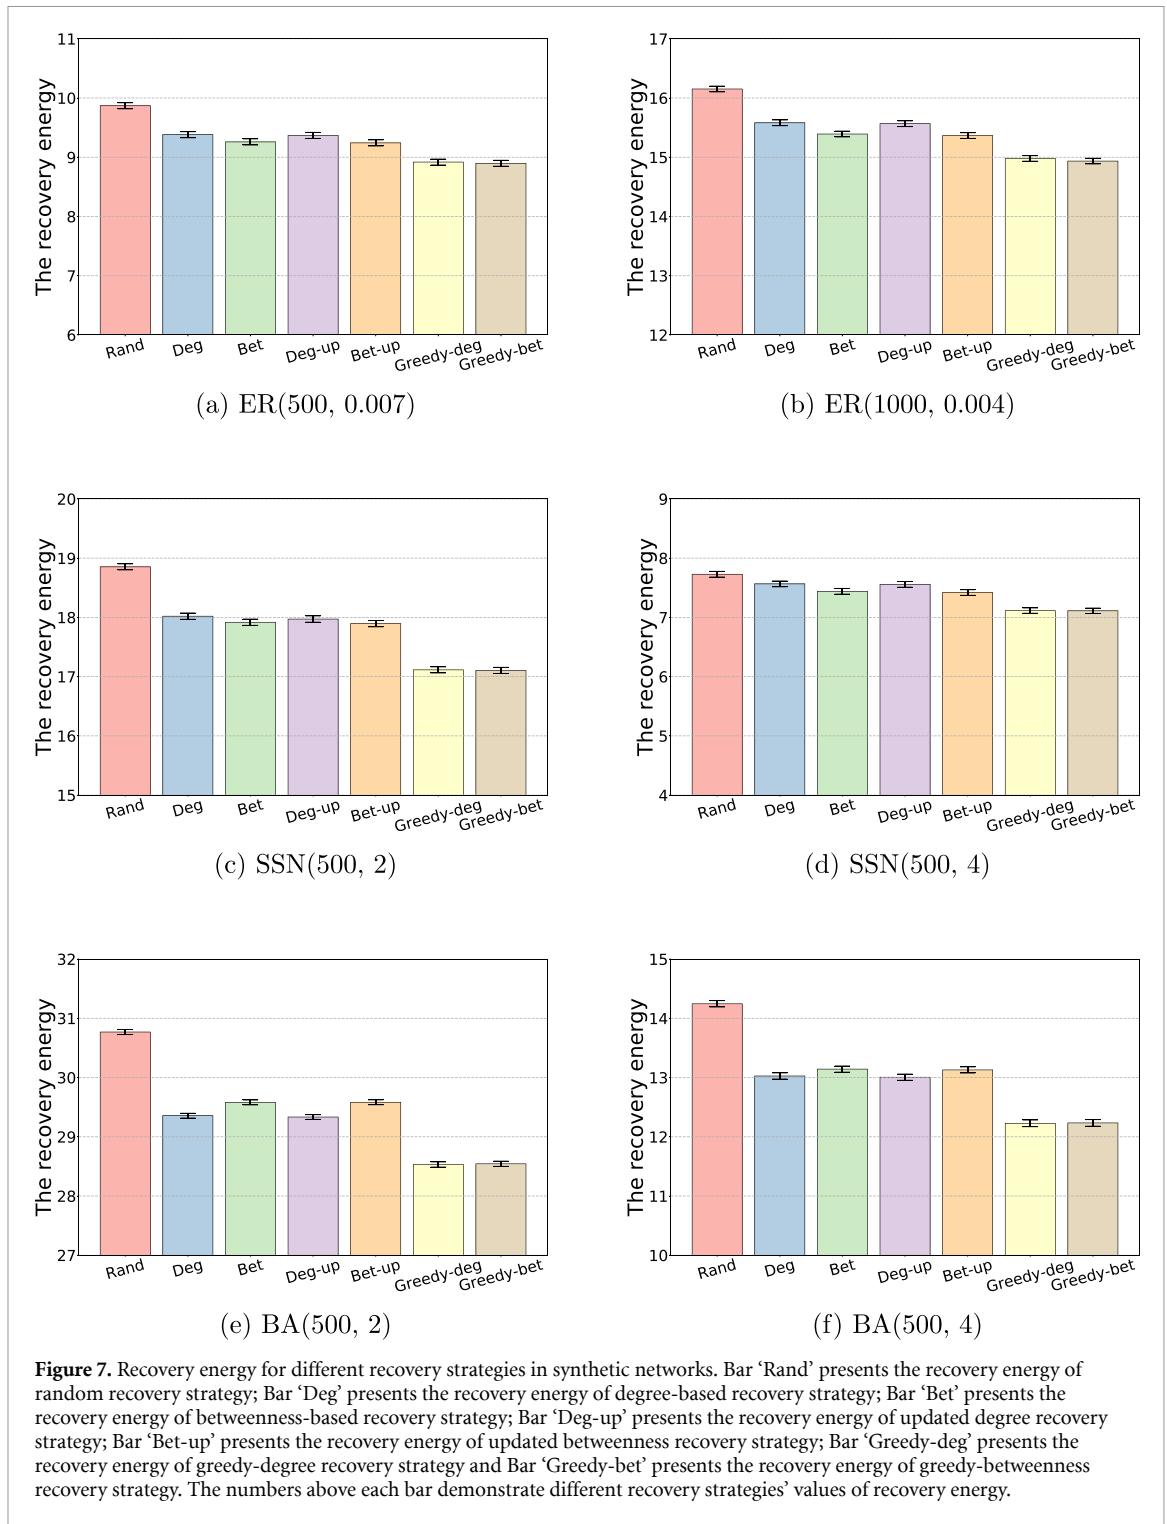 The recovery energy
11
10
9
8
7
6
Rand Deg Bet Deg-up Bet-up Greedy-deg Greedy-bet
(a) ER(500, 0.007)
The recovery energy
17
16
15
14
13
12
Rand Deg Bet Deg-up Bet-up Greedy-deg Greedy-bet
(b) ER(1000, 0.004)
The recovery energy
20
19
18
17
16
15
Rand Deg Bet Deg-up Bet-up Greedy-deg Greedy-bet
(c) SSN(500, 2)
The recovery energy
9
8
7
6
5
4
Rand Deg Bet Deg-up Bet-up Greedy-deg Greedy-bet
(d) SSN(500, 4)
The recovery energy
32
31
30
29
28
27
Rand Deg Bet Deg-up Bet-up Greedy-deg Greedy-bet
(e) BA(500, 2)
The recovery energy
15
14
13
12
11
10
Rand Deg Bet Deg-up Bet-up Greedy-deg Greedy-bet
(f) BA(500, 4)
Figure 7. Recovery energy for different recovery strategies in synthetic networks. Bar ‘Rand’ presents the recovery energy of
random recovery strategy; Bar ‘Deg’ presents the recovery energy of degree-based recovery strategy; Bar ‘Bet’ presents the
recovery energy of betweenness-based recovery strategy; Bar ‘Deg-up’ presents the recovery energy of updated degree recovery
strategy; Bar ‘Bet-up’ presents the recovery energy of updated betweenness recovery strategy; Bar ‘Greedy-deg’ presents the
recovery energy of greedy-degree recovery strategy and Bar ‘Greedy-bet’ presents the recovery energy of greedy-betweenness
recovery strategy. The numbers above each bar demonstrate different recovery strategies’ values of recovery energy.